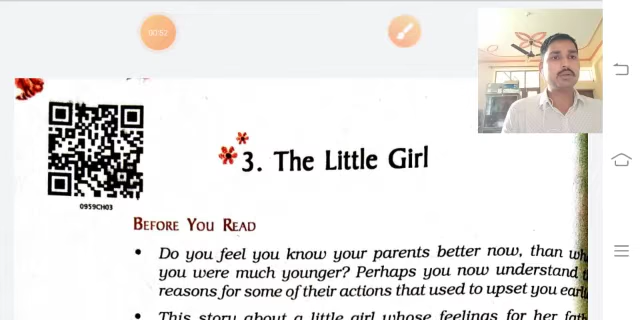 00:52
0959CH03
3. The Little Girl
BEFORE YOU READ
• Do you feel you know your parents better now, than
you were much younger? Perhaps you now understand
reasons for some of their actions that used to upset you
• This story about a little girl whose feelings for her